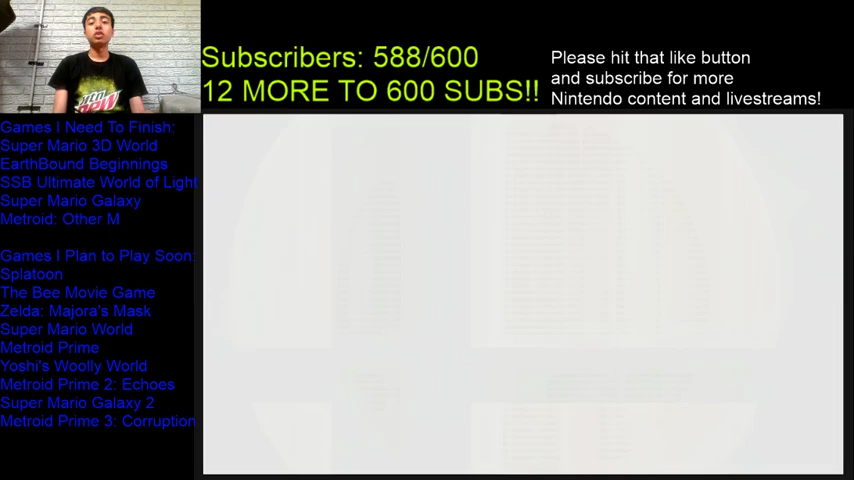 Subscribers: 588/600
12 MORE TO 600 SUBS!!
Please hit that like button
and subscribe for more
Nintendo content and livestreams!
Games I Need To Finish:
Super Mario 3D World
EarthBound Beginnings
SSB Ultimate World of Light
Super Mario Galaxy
Metroid: Other M
Games I Plan to Play Soon:
Splatoon
The Bee Movie Game
Zelda: Majora's Mask
Super Mario World
Metroid Prime
Yoshi's Woolly World
Metroid Prime 2: Echoes
Super Mario Galaxy 2
Metroid Prime 3: Corruption